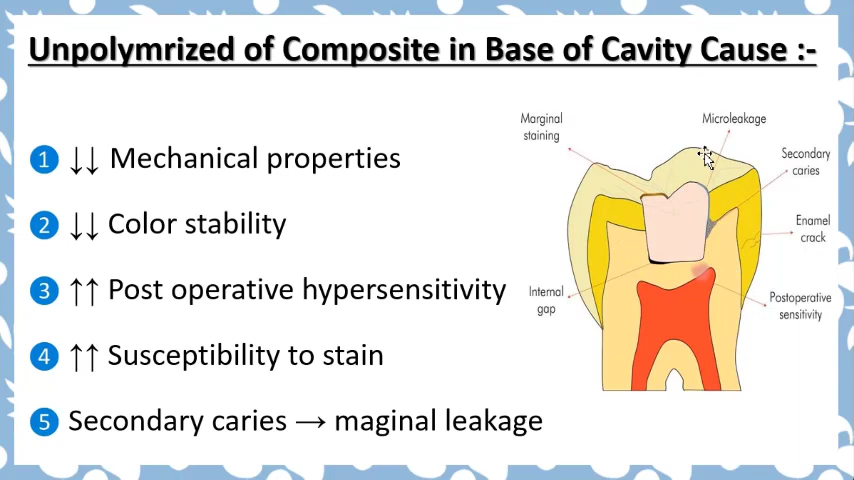 Unpolymrized of Composite in Base of Cavity Cause :-
1 ↓↓ Mechanical properties
2 ↓↓ Color stability
3 ↑↑ Post operative hypersensitivity
4 ↑↑ Susceptibility to stain
5 Secondary caries → maginal leakage
Marginal
staining
Microleakage
Secondary
caries
Enamel
crack
Internal
gap
Postoperative
sensitivity